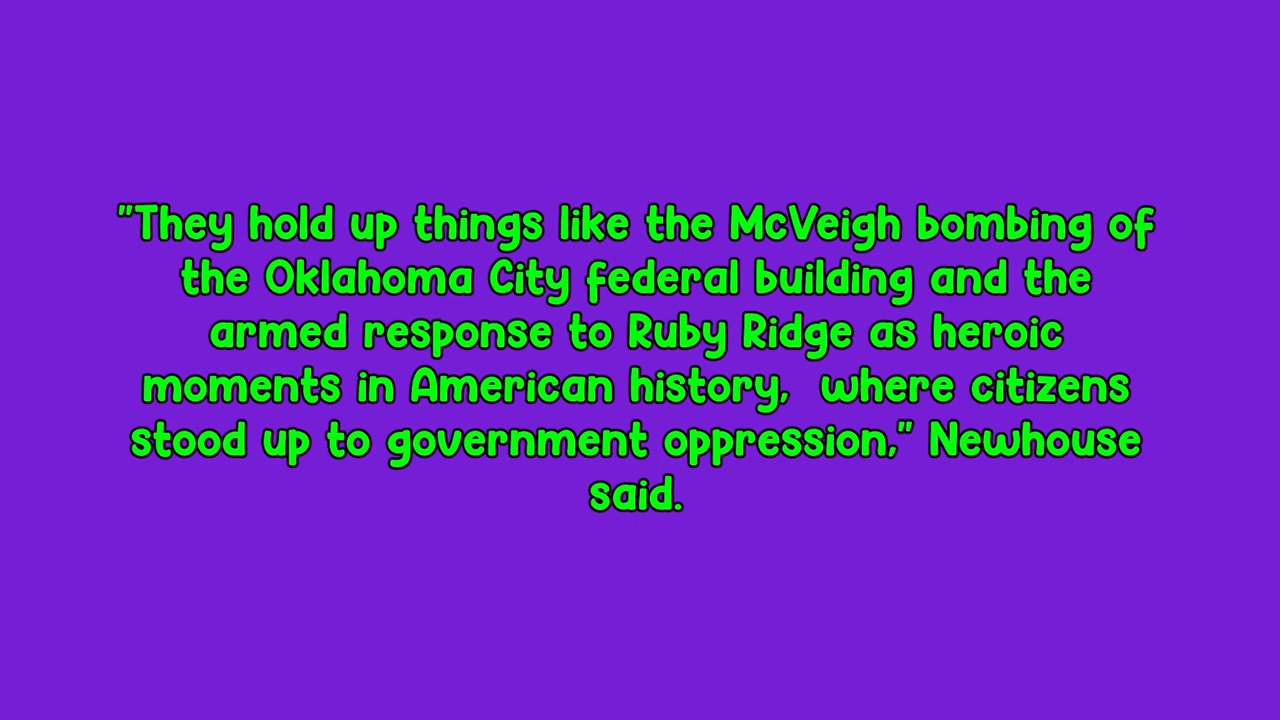 "They hold up things like the McVeigh bombing of
the Oklahoma City federal building and the
armed response to Ruby Ridge as heroic
moments in American history,  where citizens
stood up to government oppression," Newhouse
said.